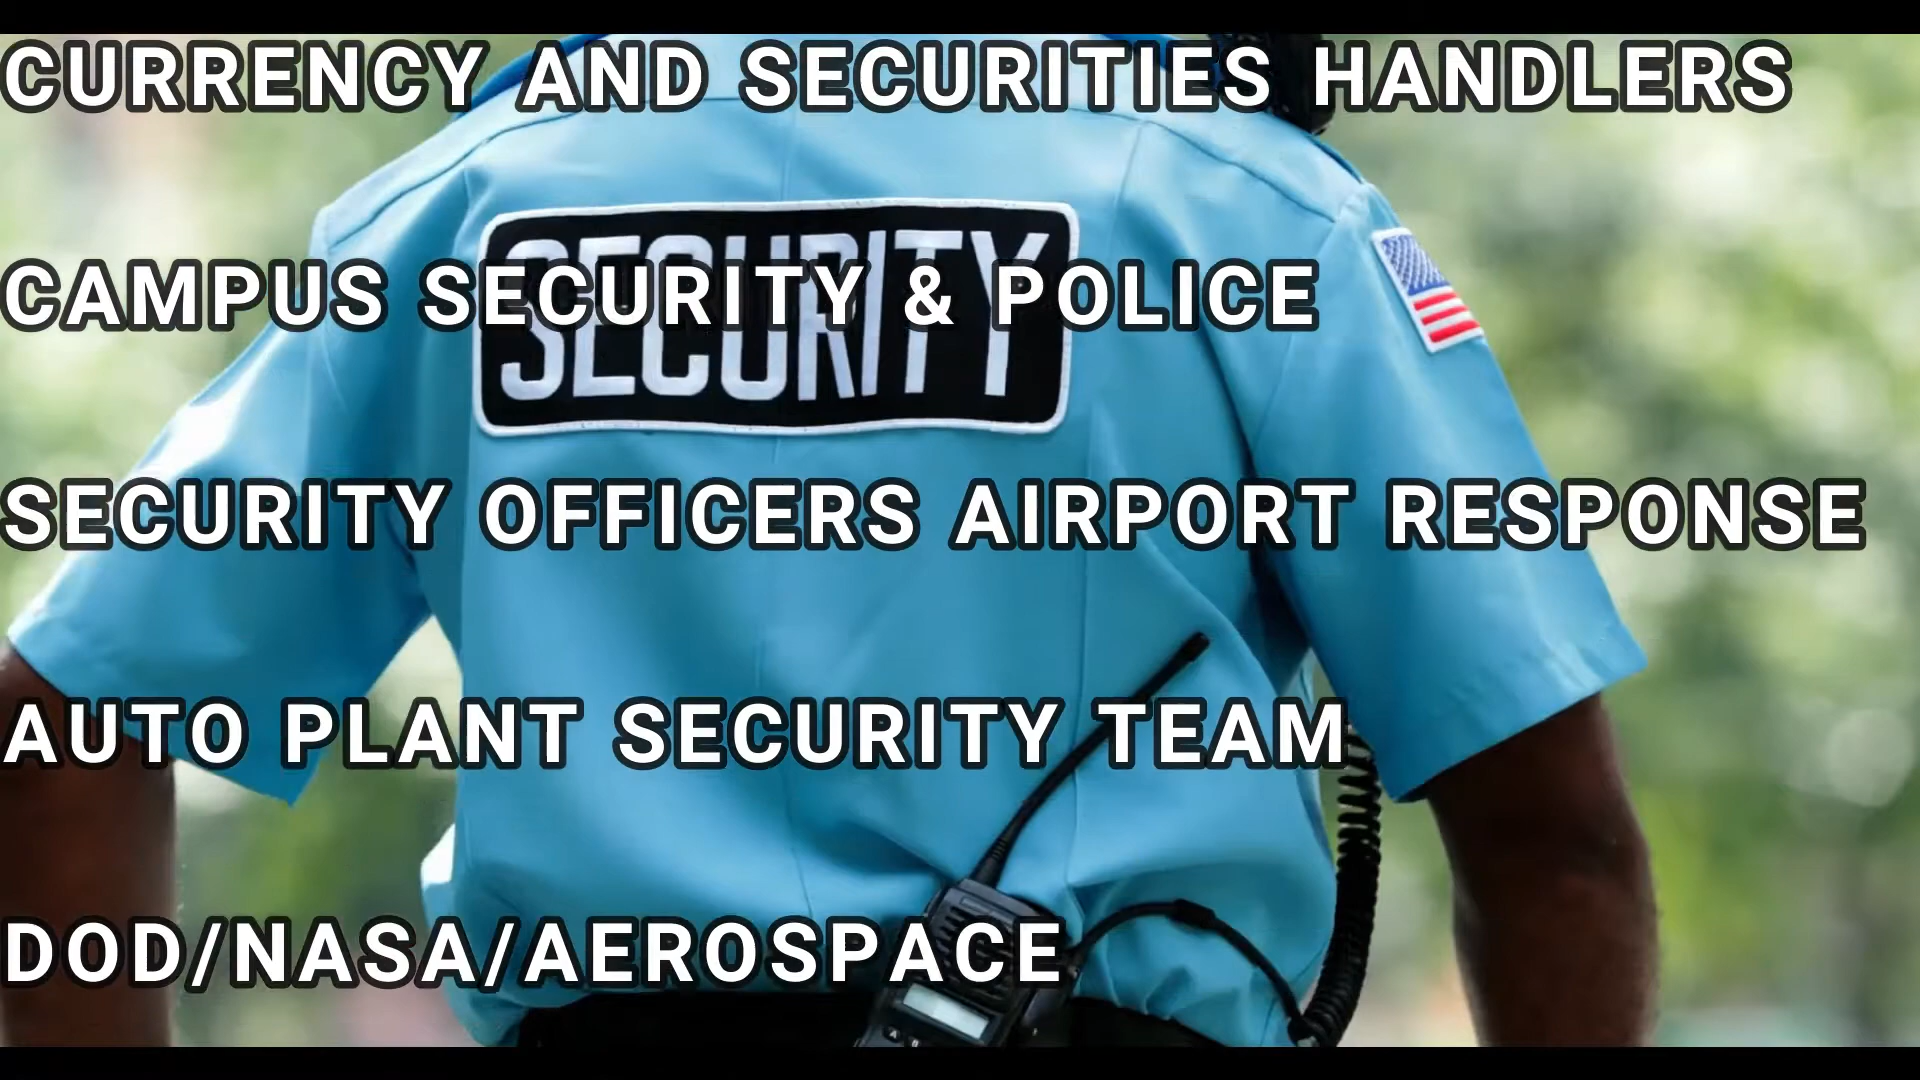 CURRENCY AND SECURITIES HANDLERS
SECURITY
CAMPUS SECURITY & POLICE
SECURITY OFFICERS AIRPORT RESPONSE
AUTO PLANT SECURITY TEAM
DOD/NASA/AEROSPACE